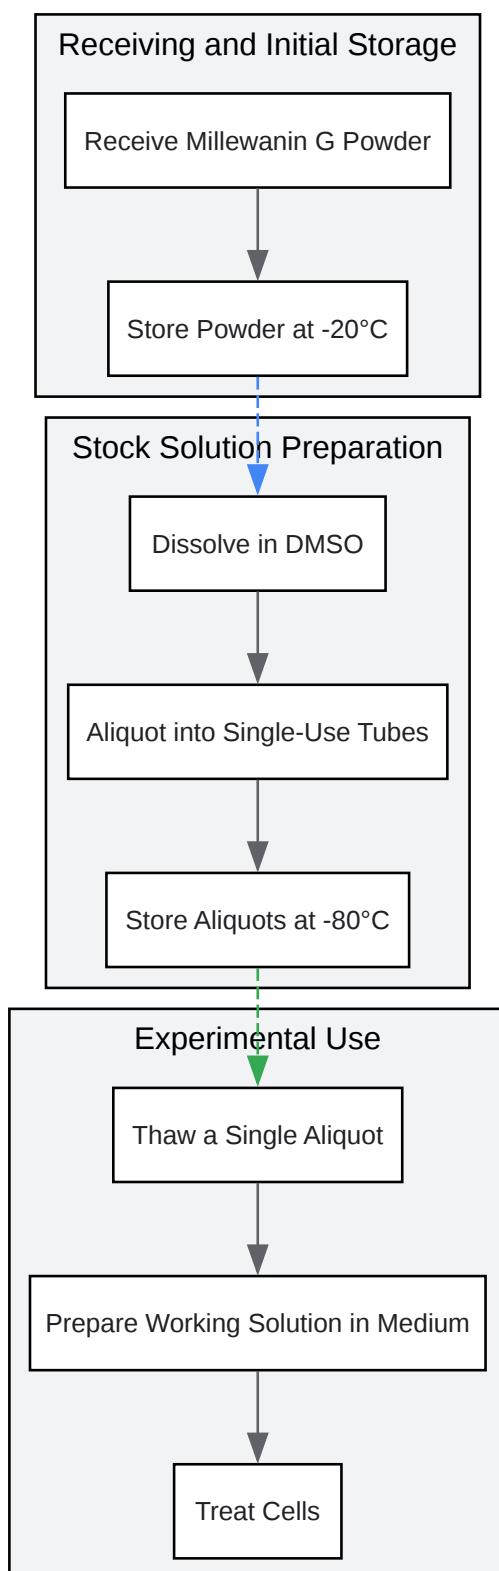 Receiving and Initial Storage
Receive Millewanin G Powder
Store Powder at -20°C
Stock Solution Preparation
Dissolve in DMSO
Aliquot into Single-Use Tubes
Store Aliquots at -80°C
Experimental Use
Thaw a Single Aliquot
Prepare Working Solution in Medium
Treat Cells